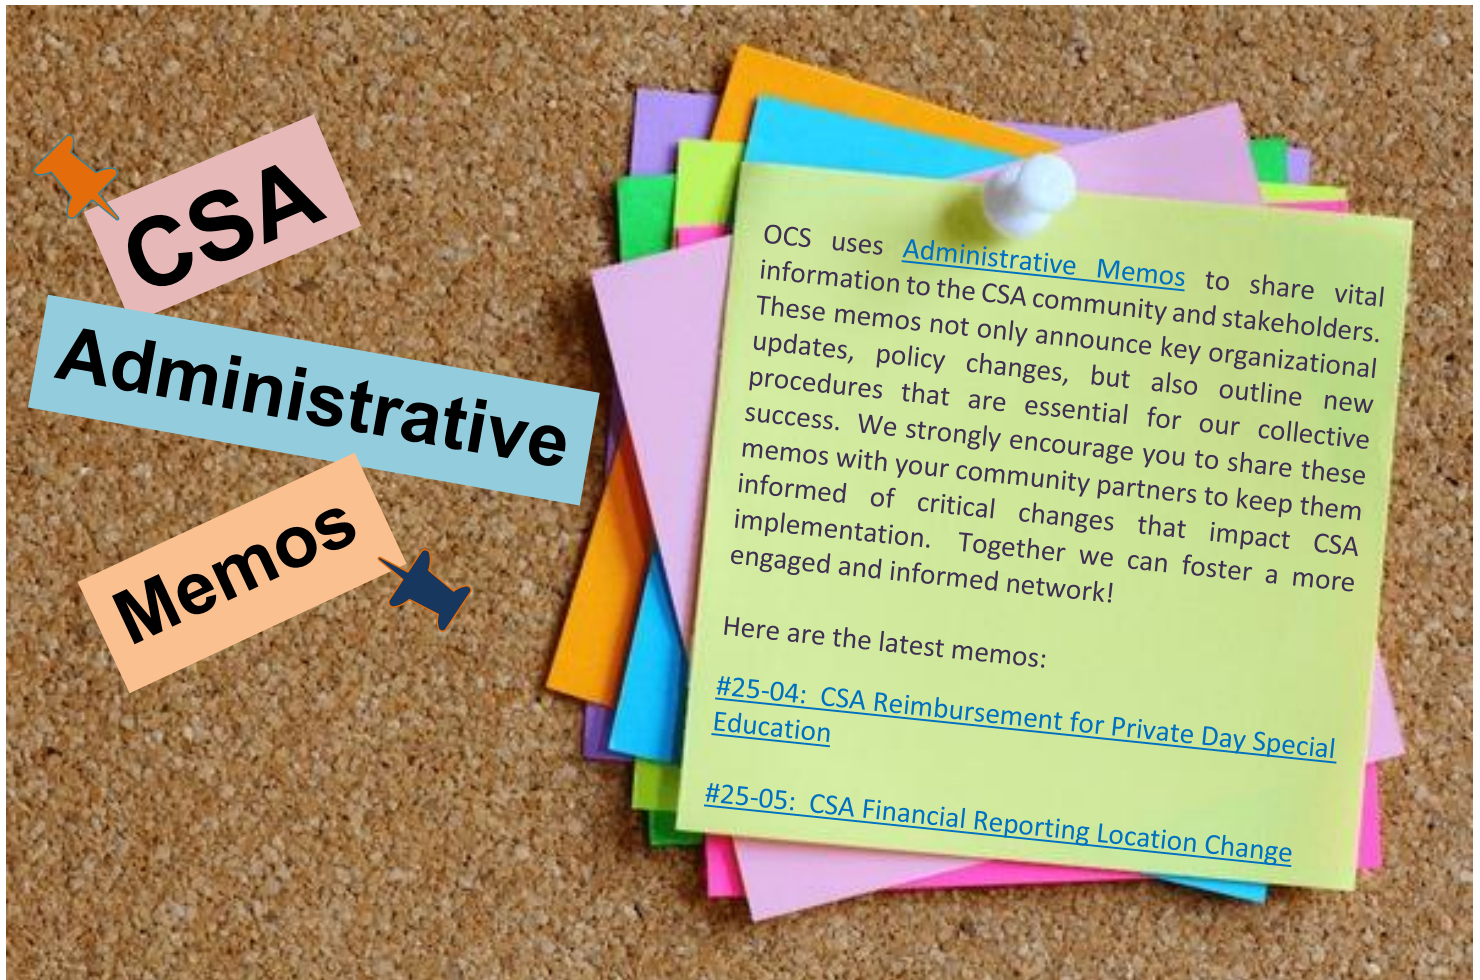 CSA
Administrative
Memos
OCS uses Administrative Memos to share vital
information to the CSA community and stakeholders.
These memos not only announce key organizational
updates, policy changes, but also outline new
procedures that are essential for our collective
success. We strongly encourage you to share these
memos with your community partners to keep them
informed of critical changes that impact CSA
implementation. Together we can foster a more
engaged and informed network!
Here are the latest memos:
#25-04: CSA Reimbursement for Private Day Special
Education
#25-05: CSA Financial Reporting Location Change